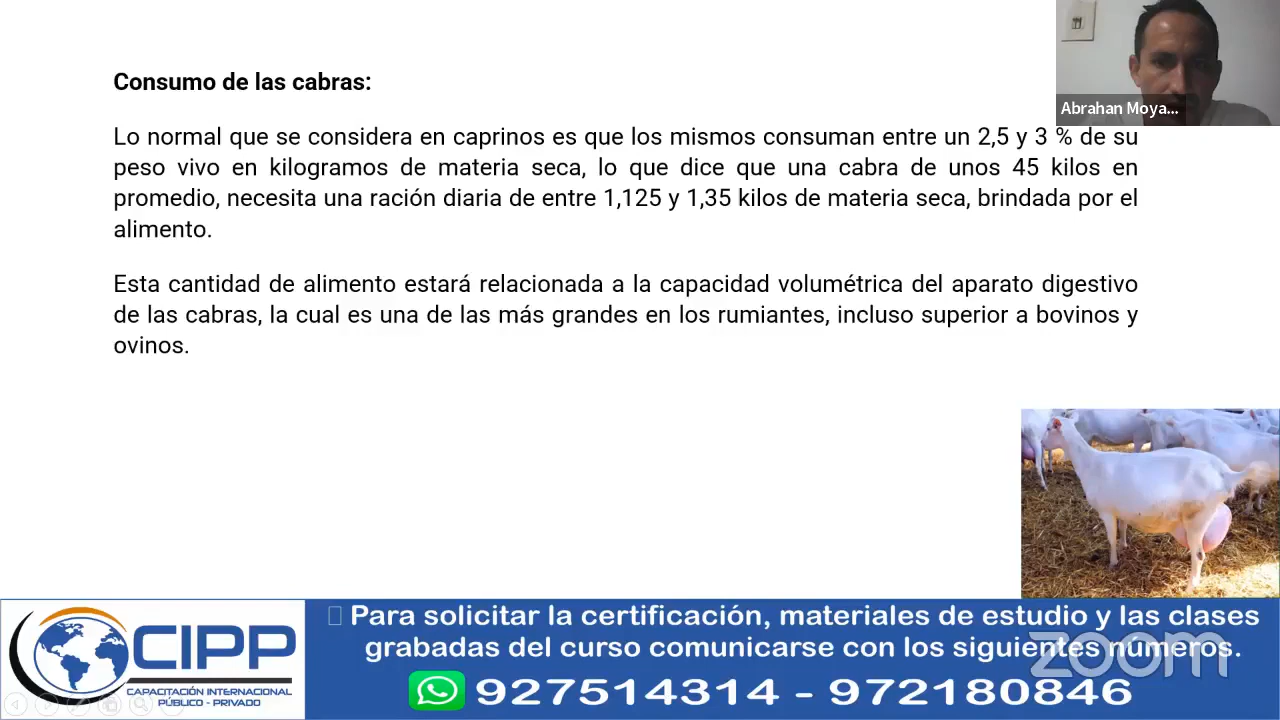 Consumo de las cabras:
Abrahan Moya...
Lo normal que se considera en caprinos es que los mismos consuman entre un 2,5 y 3 % de su
peso vivo en kilogramos de materia seca, lo que dice que una cabra de unos 45 kilos en
promedio, necesita una ración diaria de entre 1,125 y 1,35 kilos de materia seca, brindada por el
alimento.
Esta cantidad de alimento estará relacionada a la capacidad volumétrica del aparato digestivo
de las cabras, la cual es una de las más grandes en los rumiantes, incluso superior a bovinos y
ovinos.
CIPP
CAPACITACIÓN INTERNACIONAL
PÚBLICO - PRIVADO
Para solicitar la certificación, materiales de estudio y las clases
grabadas del curso comunicarse con los siguientes números.
927514314 - 972180846
zoom